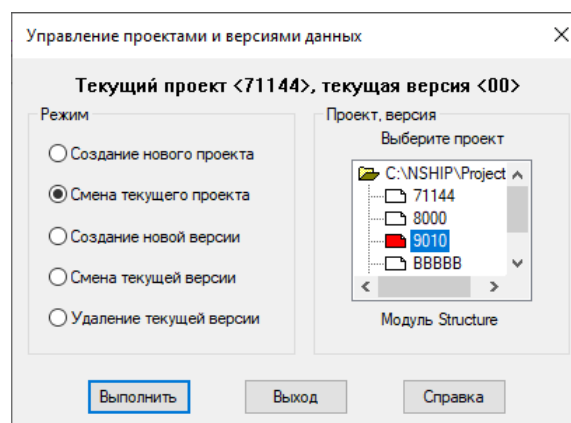 Управление проектами и версиями данных
Текущий проект <71144>, текущая версия <00>
Режим
Создание нового проекта
Смена текущего проекта
Создание новой версии
Смена текущей версии
Удаление текущей версии
Проект, версия
Выберите проект
C:\NSHIP\Project
71144
8000
9010
BBBBB
Модуль Structure
Выполнить
Выход
Справка